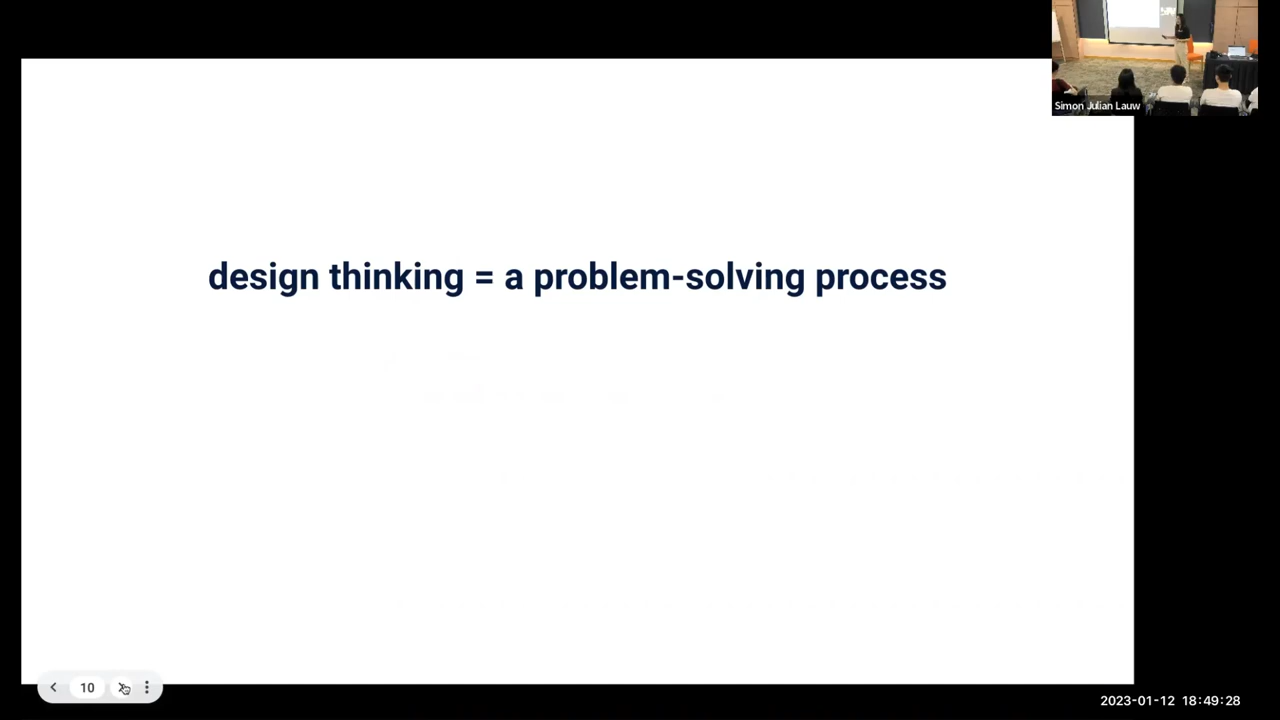 Simon Julian Lauw
design thinking = a problem-solving process
10
2023-01-12 18:49:28